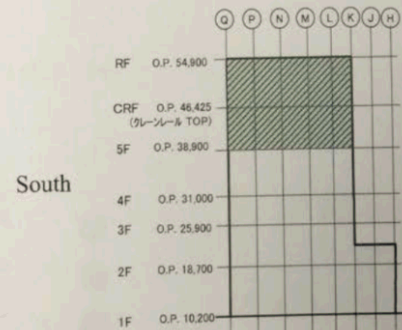 Q P N M L K J H
RF O.P. 54,900
CRF O.P. 46,425
(クレーンレール TOP)
5F O.P. 38,900
South
4F O.P. 31,000
3F O.P. 25,900
2F O.P. 18,700
1F O.P. 10,200